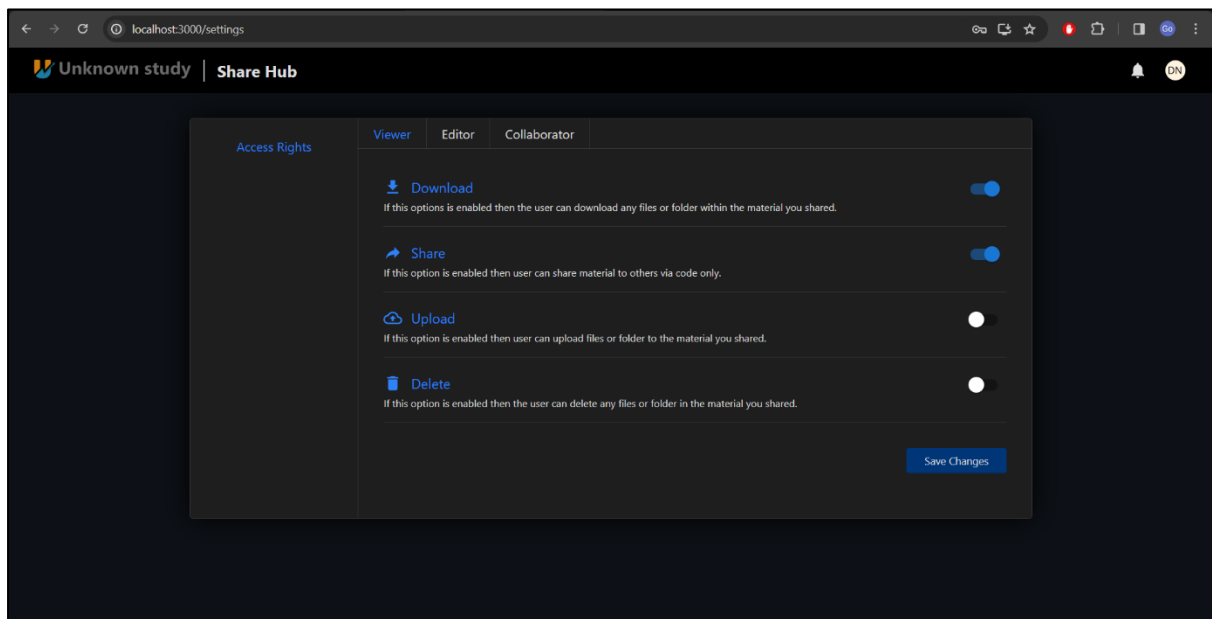 localhost:3000/settings
Go
Unknown study | Share Hub
DN
Access Rights
Viewer Editor Collaborator
Download
If this options is enabled then the user can download any files or folder within the material you shared.
Share
If this option is enabled then user can share material to others via code only.
Upload
If this option is enabled then user can upload files or folder to the material you shared.
Delete
If this option is enabled then the user can delete any files or folder in the material you shared.
Save Changes